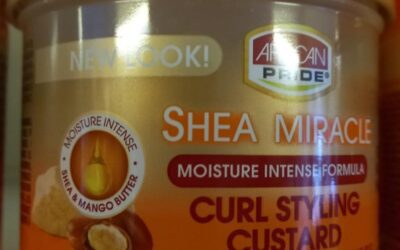 NEW LOOK!
AFRICAN
PRIDE®
SHEA MIRACLE
MOISTURE INTENSE
SHEA & MANGO BUTTER
MOISTURE INTENSE FORMULA
CURL STYLING
CUSTARD